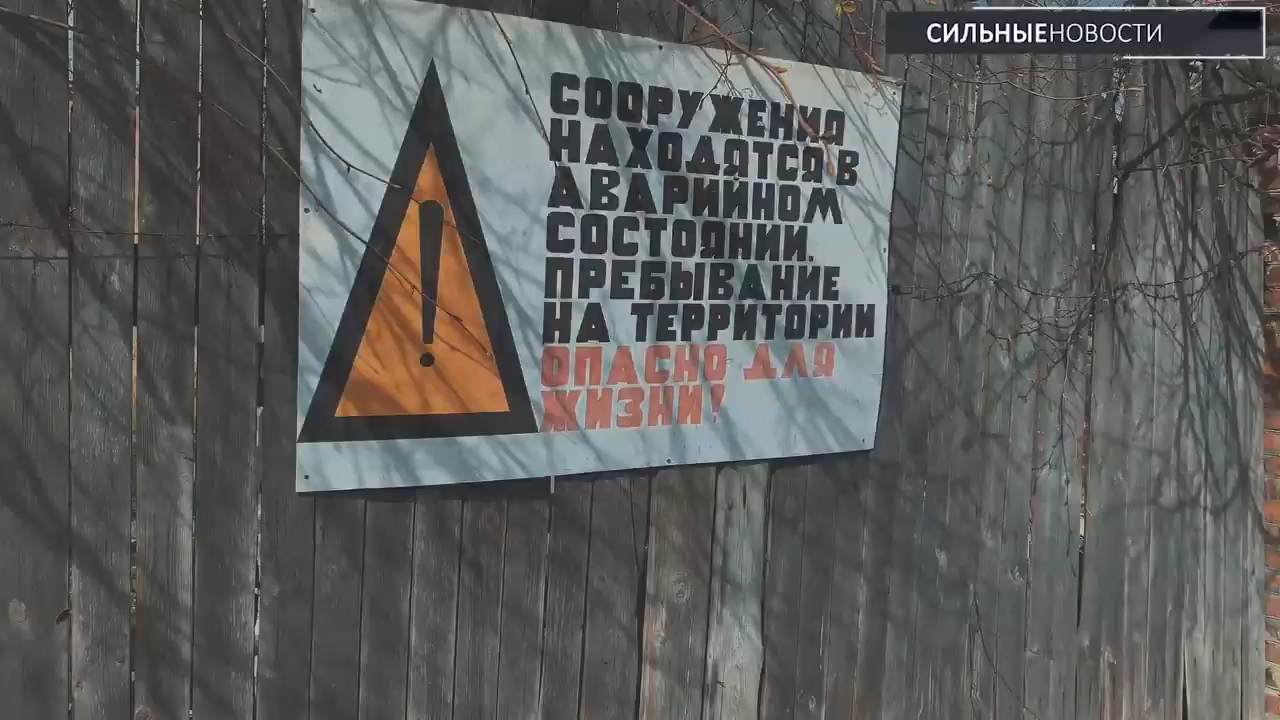 СИЛЬНЫЕНОВОСТИ
СООРУЖЕНИЯ
НАХОДЯТСЯ В
АВАРИЙНОМ
СОСТОЯНИИ.
ПРЕБЫВАНИЕ
НА ТЕРРИТОРИИ
ОПАСНО ДЛЯ
ЖИЗНИ!